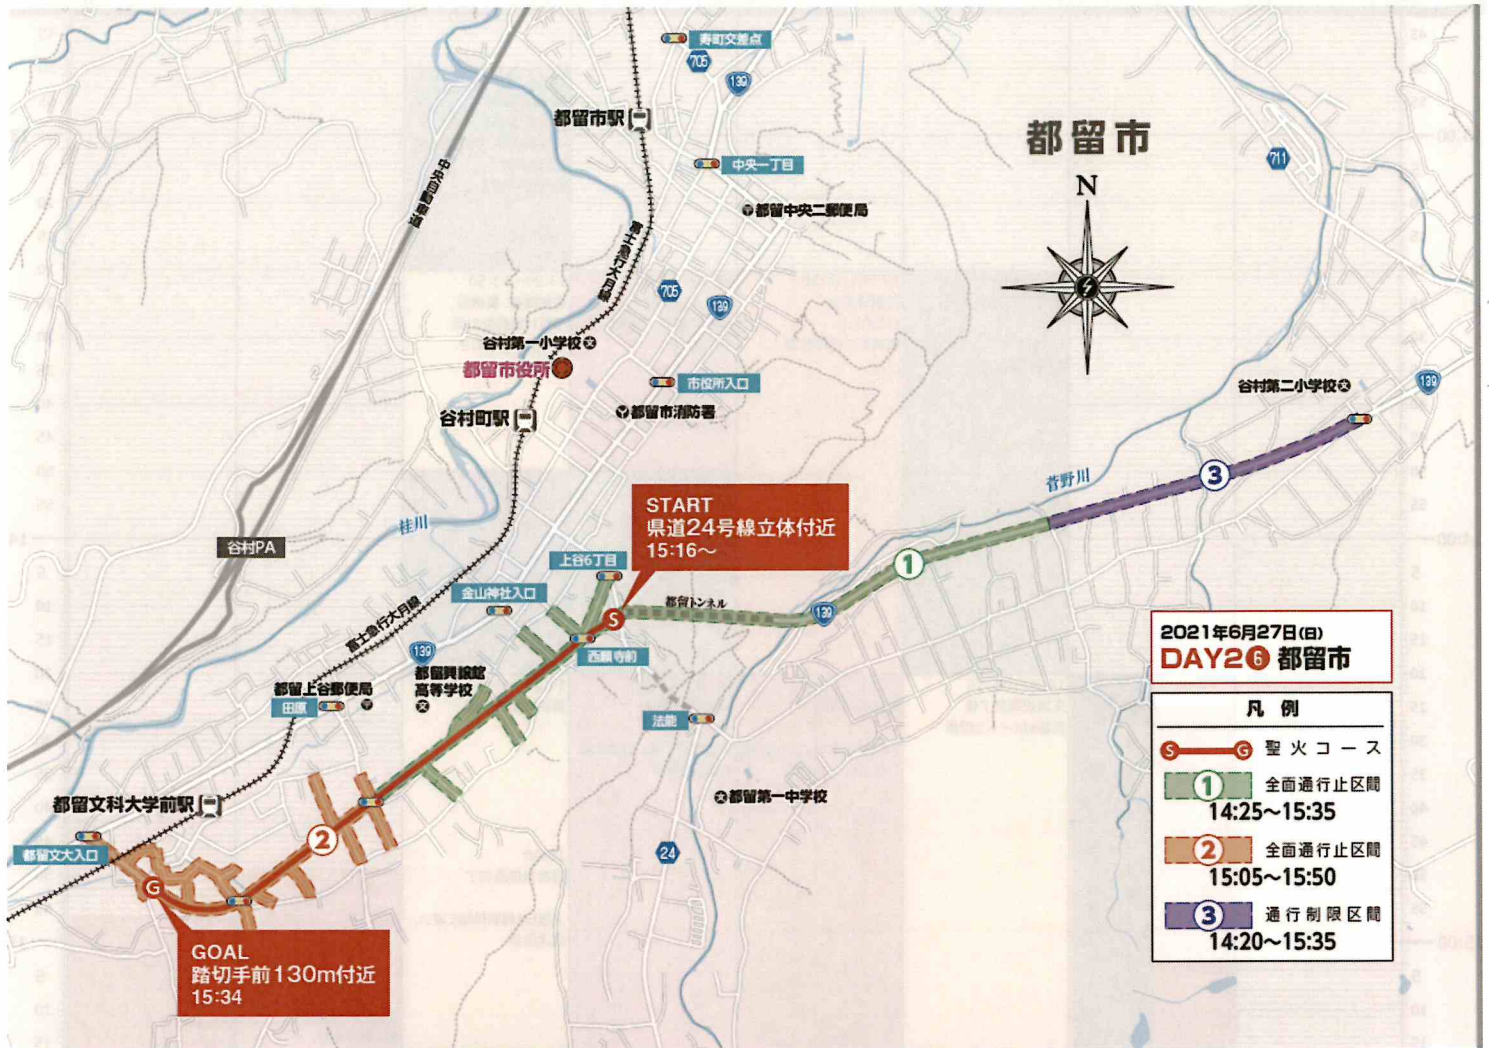 寿町交差点
705
139
都留市駅
中央一丁目
都留市
711
N
中央自動車道
都留中央二郵便局
富士急行大月線
705
139
谷村第一小学校
都留市役所
市役所入口
谷村第二小学校
139
谷村町駅
都留市消防署
菅野川
3
START
県道24号線立体付近
15:16~
桂川
谷村PA
上谷6丁目
1
金山神社入口
都留トンネル
139
S
富士急行大月線
西願寺前
139
都留興譲館
高等学校
都留上谷郵便局
田原
法能
2021年6月27日(日)
DAY2 6 都留市
凡 例
S G 聖火コース
1 全面通行止区間
14:25~15:35
2 全面通行止区間
15:05~15:50
3 通行制限区間
14:20~15:35
都留文科大学前駅
都留第一中学校
2
都留文大入口
24
G
GOAL
踏切手前130m付近
15:34